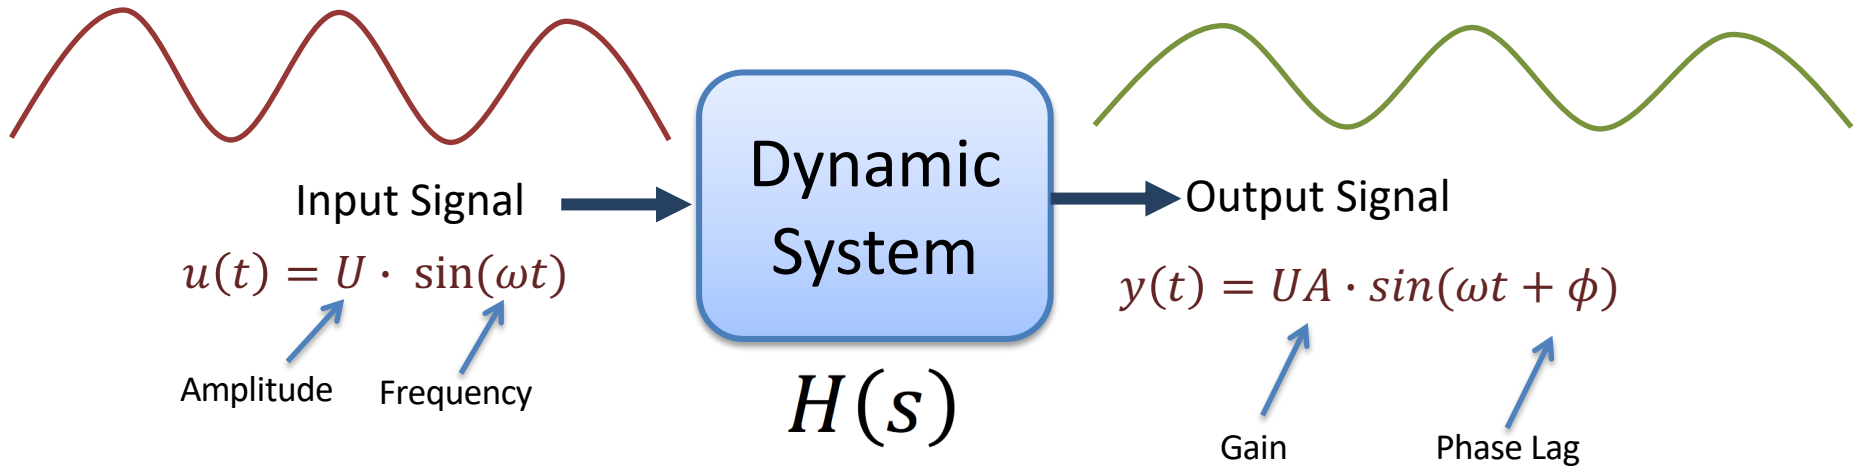 Input Signal
u(t) = U · sin(ωt)
Amplitude
Frequency
Dynamic
System
H(s)
Output Signal
y(t) = UA · sin(ωt + ϕ)
Gain
Phase Lag